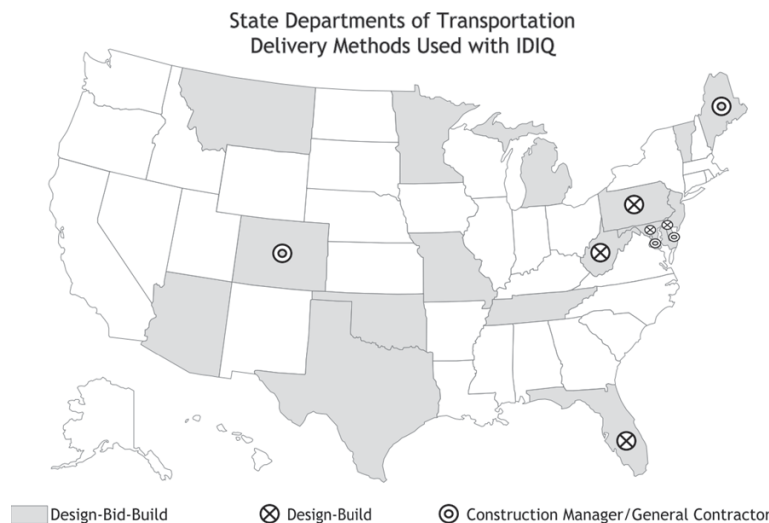 State Departments of Transportation
Delivery Methods Used with IDIQ
Design-Bid-Build Design-Build Construction Manager/General Contractor